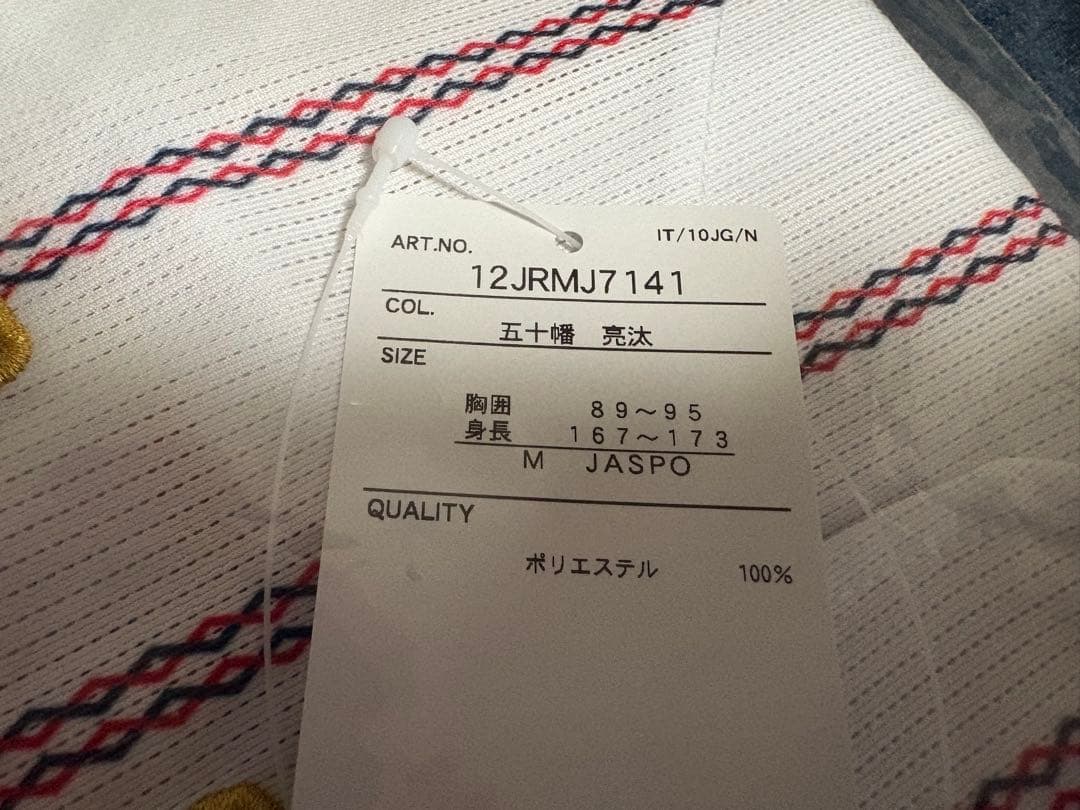 ART.NO.
IT/10JG/N
12JRMJ7141
COL.
五十幡　亮汰
SIZE
胸囲　89～95
身長　167～173
M　JASPO
QUALITY
ポリエステル　100%